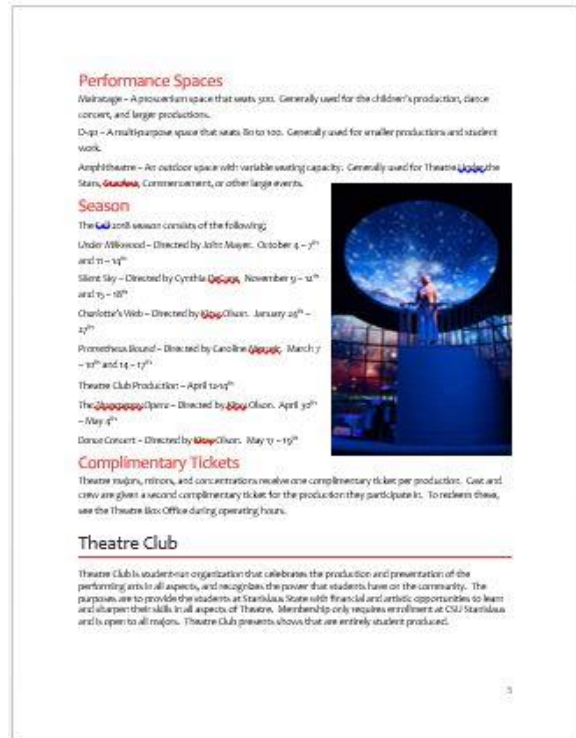 Performance Spaces
Mainstage – A proscenium space that seats 300. Generally used for the children's production, dance
concert, and larger productions.
D-40 – A multi-purpose space that seats 80 to 100. Generally used for smaller productions and student
work.
Amphitheatre – An outdoor space with variable seating capacity. Generally used for Theatre Under the
Stars, Commencement, or other large events.
Season
The Fall 2018 season consists of the following:
Under Milkwood – Directed by John Mayer. October 4 – 7th
and 11 – 14th
Silent Sky – Directed by Cynthia November 9 – 12th
and 15 – 18th
Charlotte's Web – Directed by Olson. January 25th –
27th
Prometheus Bound – Directed by Caroline March 7
– 10th and 14 – 17th
Theatre Club Production – April 12-14th
The Opera – Directed by Olson. April 30th
– May 4th
Dance Concert – Directed by Olson. May 17 – 19th
Complimentary Tickets
Theatre majors, minors, and concentrations receive one complimentary ticket per production. Cast and
crew are given a second complimentary ticket for the production they participate in. To redeem these,
see the Theatre Box Office during operating hours.
Theatre Club
Theatre Club is student-run organization that celebrates the production and presentation of the
performing arts in all aspects, and recognizes the power that students have on the community. The
purposes are to provide the students at Stanislaus State with financial and artistic opportunities to learn
and sharpen their skills in all aspects of Theatre. Membership only requires enrollment at CSU Stanislaus
and is open to all majors. Theatre Club presents shows that are entirely student produced.